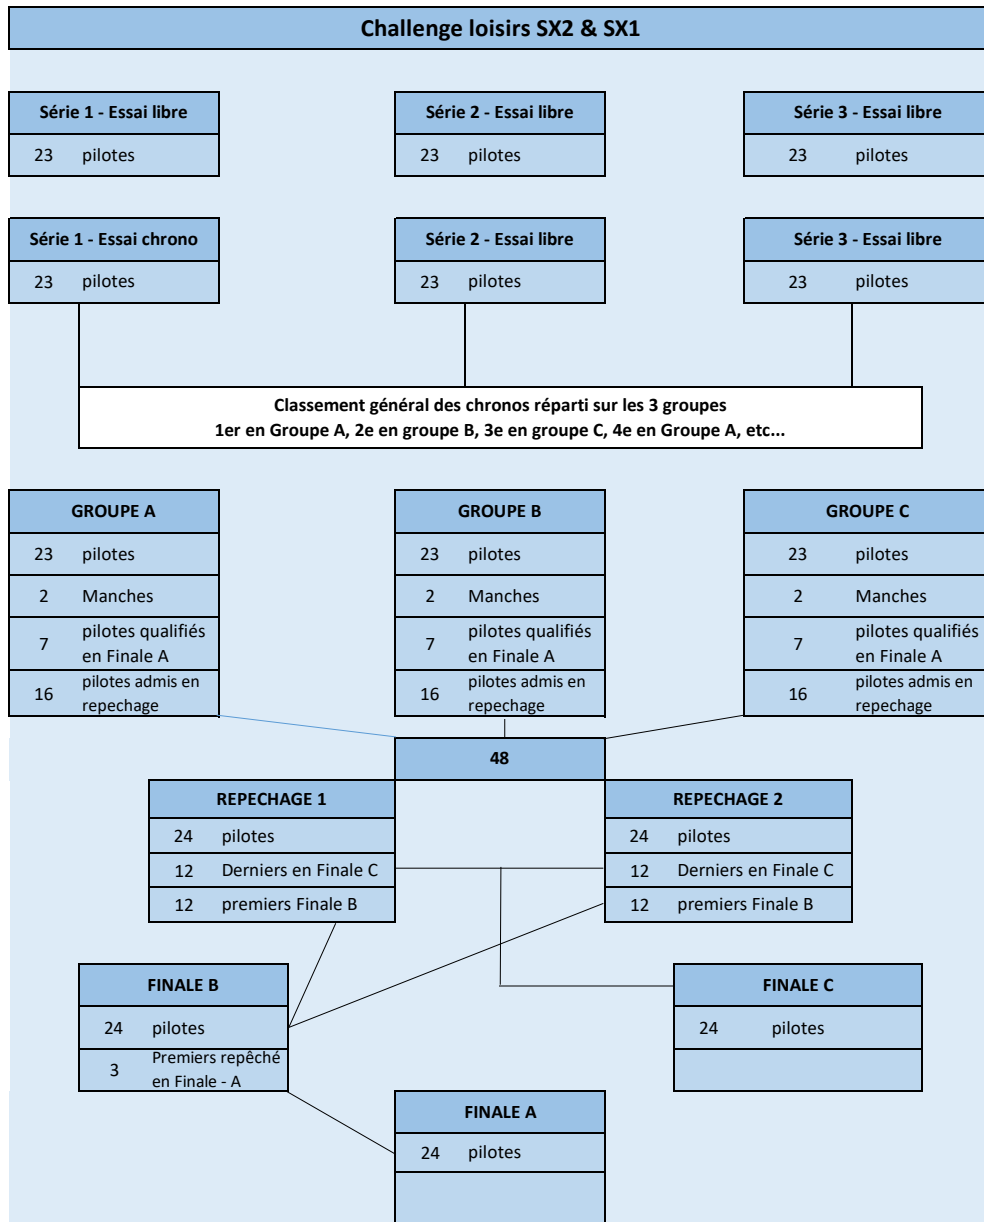 Challenge loisirs SX2 & SX1
Série 1 - Essai libre
Série 2 - Essai libre
Série 3 - Essai libre
23 pilotes
23 pilotes
23 pilotes
Série 1 - Essai chrono
Série 2 - Essai libre
Série 3 - Essai libre
23 pilotes
23 pilotes
23 pilotes
Classement général des chronos réparti sur les 3 groupes
1er en Groupe A, 2e en groupe B, 3e en groupe C, 4e en Groupe A, etc...
GROUPE A
23 pilotes
2 Manches
7 pilotes qualifiés
en Finale A
16 pilotes admis en
repechage
GROUPE B
23 pilotes
2 Manches
7 pilotes qualifiés
en Finale A
16 pilotes admis en
repechage
GROUPE C
23 pilotes
2 Manches
7 pilotes qualifiés
en Finale A
16 pilotes admis en
repechage
48
REPECHAGE 1
24 pilotes
12 Derniers en Finale C
12 premiers Finale B
REPECHAGE 2
24 pilotes
12 Derniers en Finale C
12 premiers Finale B
FINALE B
24 pilotes
3 Premiers repêché
en Finale - A
FINALE C
24 pilotes
FINALE A
24 pilotes